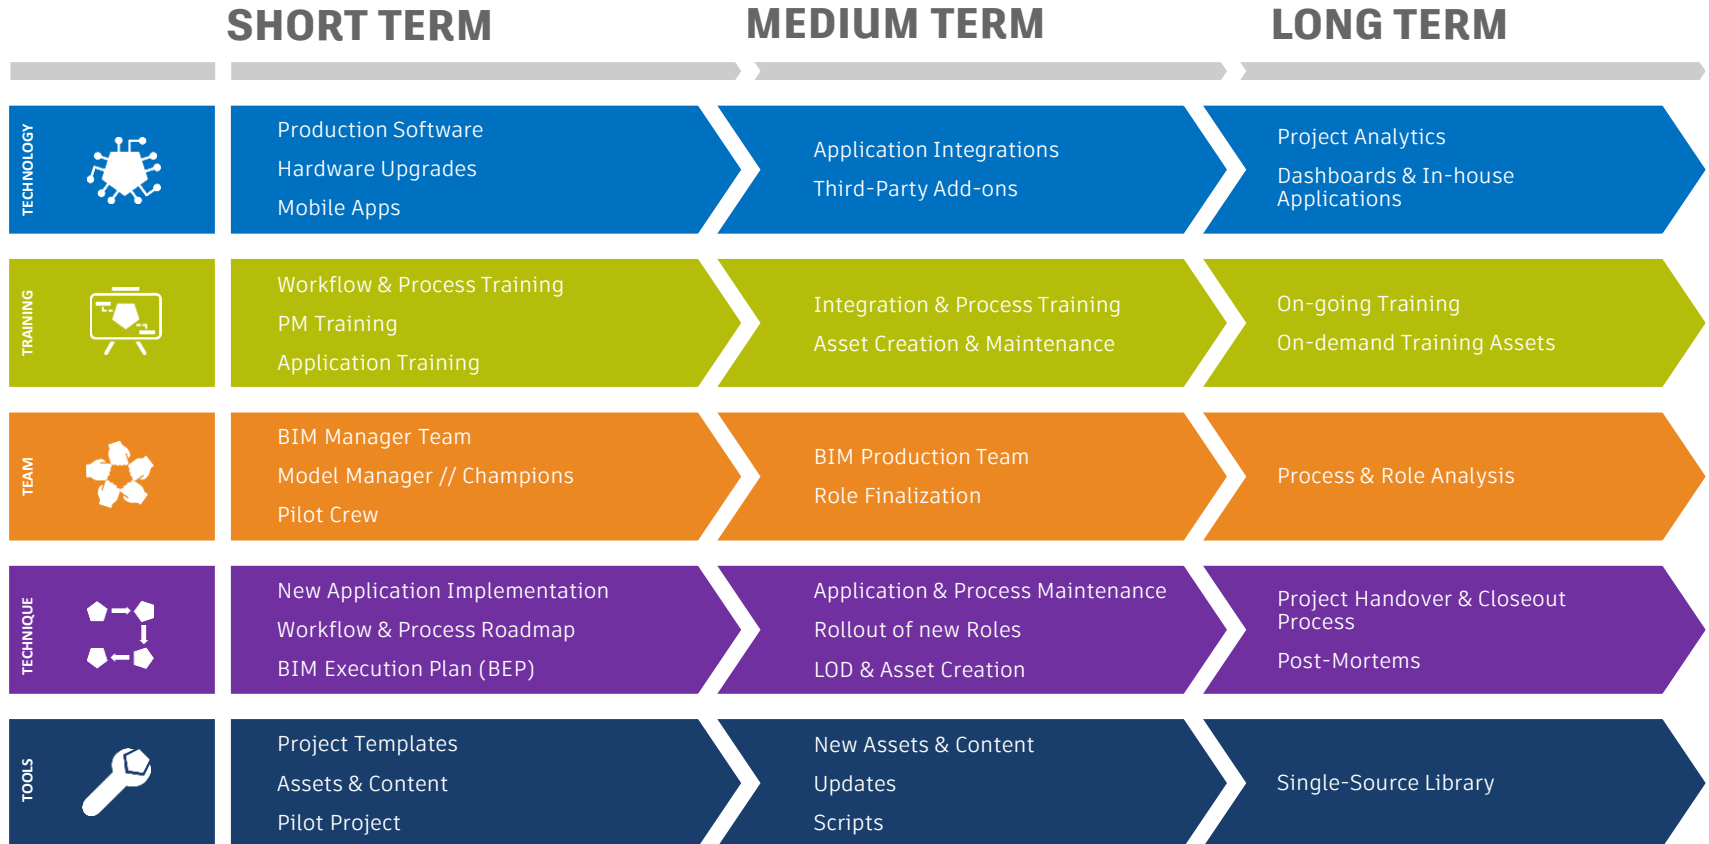 SHORT TERM
MEDIUM TERM
LONG TERM
TECHNOLOGY
Production Software
Hardware Upgrades
Mobile Apps
Application Integrations
Third-Party Add-ons
Project Analytics
Dashboards & In-house
Applications
TRAINING
Workflow & Process Training
PM Training
Application Training
Integration & Process Training
Asset Creation & Maintenance
On-going Training
On-demand Training Assets
TEAM
BIM Manager Team
Model Manager // Champions
Pilot Crew
BIM Production Team
Role Finalization
Process & Role Analysis
TECHNIQUE
New Application Implementation
Workflow & Process Roadmap
BIM Execution Plan (BEP)
Application & Process Maintenance
Rollout of new Roles
LOD & Asset Creation
Project Handover & Closeout
Process
Post-Mortems
TOOLS
Project Templates
Assets & Content
Pilot Project
New Assets & Content
Updates
Scripts
Single-Source Library